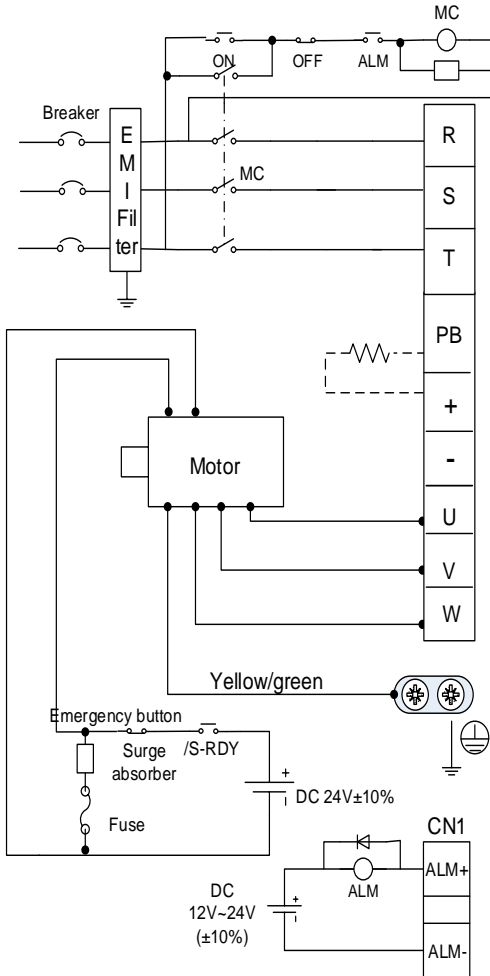 MC
ON
OFF
ALM
Breaker
E
M
I
Fil
ter
MC
R
S
T
PB
+
-
U
V
W
Motor
Yellow/green
Emergency button
Surge
absorber
/S-RDY
+
-
DC 24V±10%
Fuse
CN1
ALM+
ALM
DC
12V~24V
(±10%)
+
-
ALM-